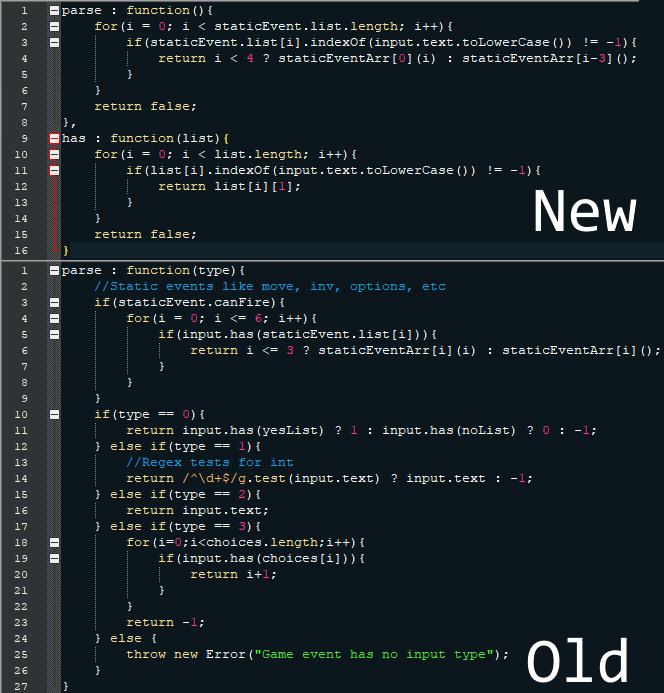 1 parse : function(){
2     for(i = 0; i < staticEvent.list.length; i++){
3         if(staticEvent.list[i].indexOf(input.text.toLowerCase()) != -1){
4             return i < 4 ? staticEventArr[0](i) : staticEventArr[i-3]();
5         }
6     }
7     return false;
8 },
9 has : function(list){
10     for(i = 0; i < list.length; i++){
11         if(list[i].indexOf(input.text.toLowerCase()) != -1){
12             return list[i][1];
13         }
14     }
15     return false;
16 }
New
1 parse : function(type){
2     //Static events like move, inv, options, etc
3     if(staticEvent.canFire){
4         for(i = 0; i <= 6; i++){
5             if(input.has(staticEvent.list[i])){
6                 return i <= 3 ? staticEventArr[i](i) : staticEventArr[i]();
7             }
8         }
9     }
10     if(type == 0){
11         return input.has(yesList) ? 1 : input.has(noList) ? 0 : -1;
12     } else if(type == 1){
13         //Regex tests for int
14         return /^\d+$/g.test(input.text) ? input.text : -1;
15     } else if(type == 2){
16         return input.text;
17     } else if(type == 3){
18         for(i=0;i<choices.length;i++){
19             if(input.has(choices[i])){
20                 return i+1;
21             }
22         }
23         return -1;
24     } else {
25         throw new Error("Game event has no input type");
26     }
27 }
Old